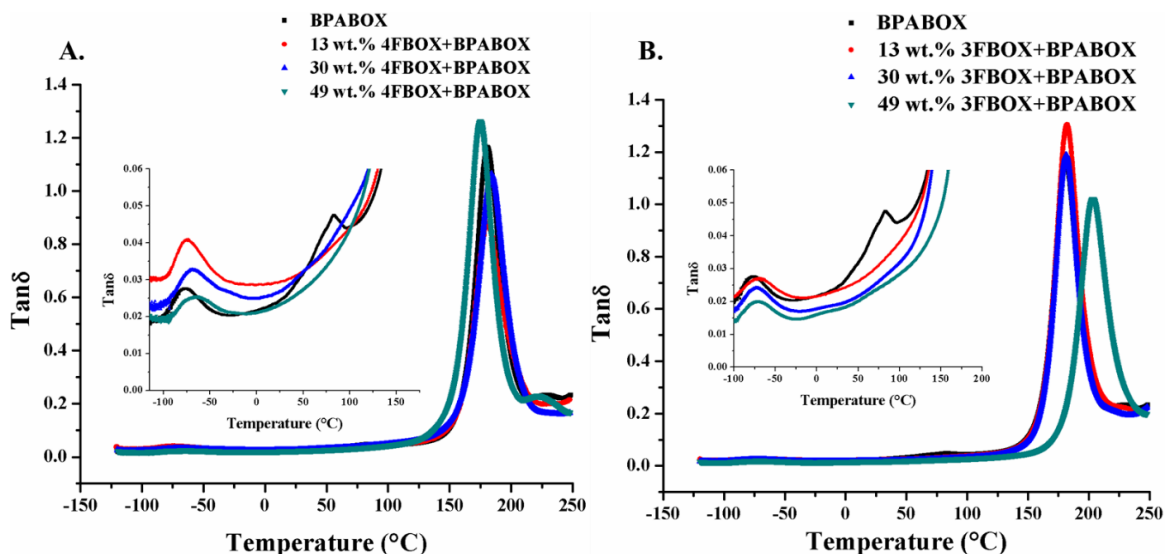 A.
BPABOX
13 wt.% 4FBOX+BPABOX
30 wt.% 4FBOX+BPABOX
49 wt.% 4FBOX+BPABOX
Tanδ
1.4
1.2
1.0
0.8
0.6
0.4
0.2
0.0
-150 -100 -50 0 50 100 150 200 250
Temperature (°C)
Tanδ
0.06
0.05
0.04
0.03
0.02
0.01
0.00
-100 -50 0 50 100 150
Temperature (°C)
B.
BPABOX
13 wt.% 3FBOX+BPABOX
30 wt.% 3FBOX+BPABOX
49 wt.% 3FBOX+BPABOX
Tanδ
1.4
1.2
1.0
0.8
0.6
0.4
0.2
0.0
-150 -100 -50 0 50 100 150 200 250
Temperature (°C)
Tanδ
0.06
0.05
0.04
0.03
0.02
0.01
0.00
-100 -50 0 50 100 150 200
Temperature (°C)